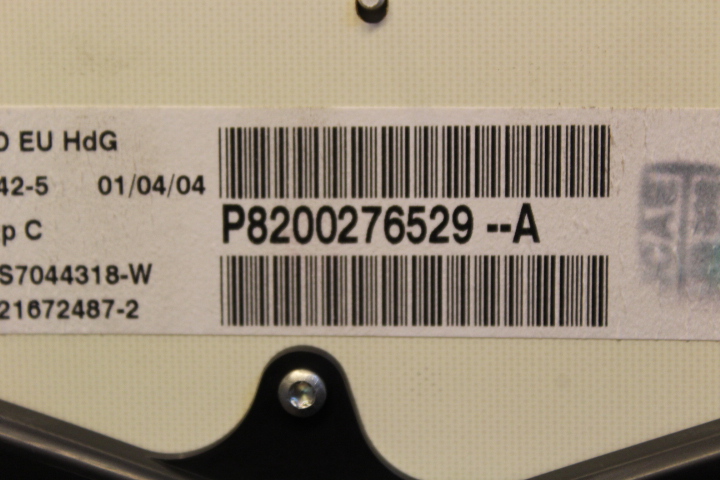 D EU HdG
42-5 01/04/04
p C
S7044318-W
21672487-2
P8200276529 --A